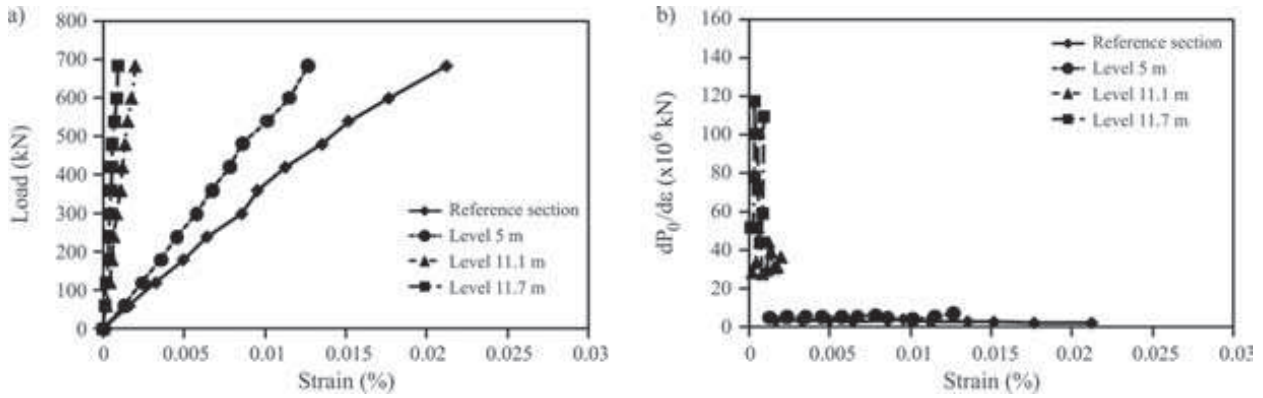 a)
800
700
600
500
400
300
200
100
0
Load (kN)
0 0.005 0.01 0.015 0.02 0.025 0.03
Strain (%)
Reference section
Level 5 m
Level 11.1 m
Level 11.7 m
b)
160
140
120
100
80
60
40
20
0
dP₀/dε (x10⁶ kN)
0 0.005 0.01 0.015 0.02 0.025 0.03
Strain (%)
Reference section
Level 5 m
Level 11.1 m
Level 11.7 m